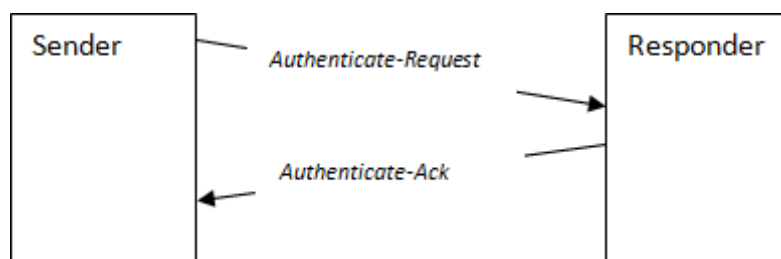 Sender
Authenticate-Request
Responder
Authenticate-Ack